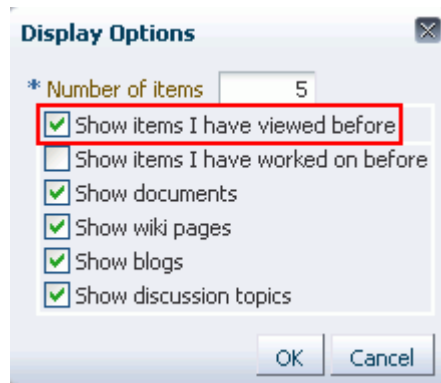 Display Options
* Number of items 5
Show items I have viewed before
Show items I have worked on before
Show documents
Show wiki pages
Show blogs
Show discussion topics
OK Cancel